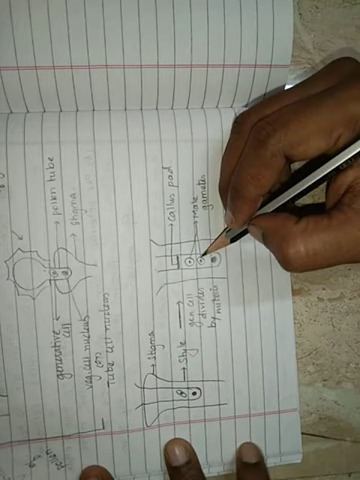 → pollen tube
→ stigma
generative cell
veg. cell nucleus
(or)
tube cell nucleus
→ stigma
→ style
gen. cell
divides
by mitosis
→ callus pad
→ Male
gametes